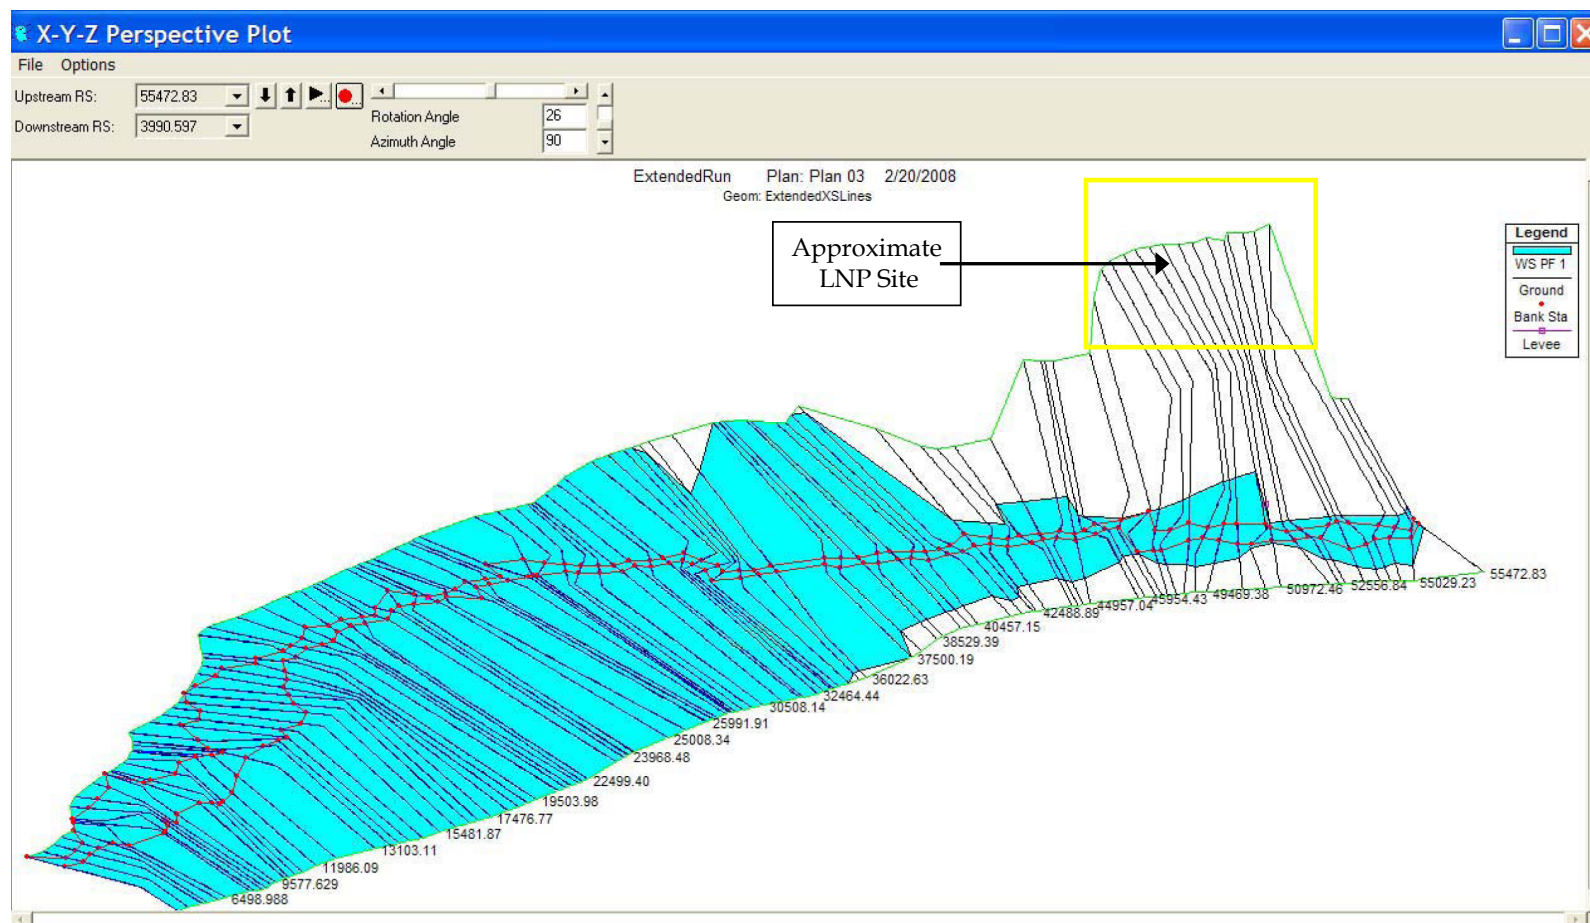 X-Y-Z Perspective Plot
File Options
Upstream RS: 55472.83
Downstream RS: 3990.597
Rotation Angle 26
Azimuth Angle 90
ExtendedRun Plan: Plan 03 2/20/2008
Geom: ExtendedXSLines
Approximate
LNP Site
Legend
WS PF 1
Ground
Bank Sta
Levee
55472.83
55029.23
52556.84
50972.46
49469.38
45954.43
44957.04
42488.89
40457.15
38529.39
37500.19
36022.63
32464.44
30508.14
25991.91
25008.34
23968.48
22499.40
19503.98
17476.77
15481.87
13103.11
11986.09
9577.629
6498.988